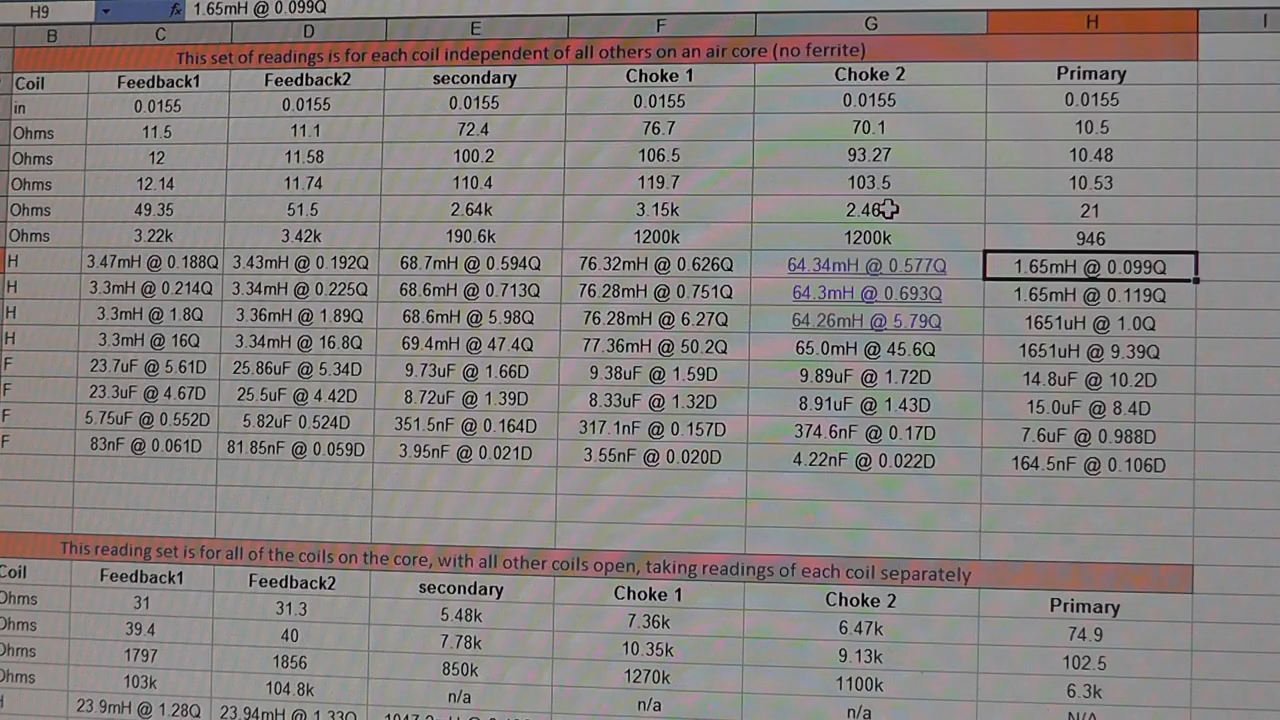 H9 fx 1.65mH @ 0.099Q
B C D E F G H I
This set of readings is for each coil independent of all others on an air core (no ferrite)
Coil Feedback1 Feedback2 secondary Choke 1 Choke 2 Primary
in 0.0155 0.0155 0.0155 0.0155 0.0155 0.0155
Ohms 11.5 11.1 72.4 76.7 70.1 10.5
Ohms 12 11.58 100.2 106.5 93.27 10.48
Ohms 12.14 11.74 110.4 119.7 103.5 10.53
Ohms 49.35 51.5 2.64k 3.15k 2.46 21
Ohms 3.22k 3.42k 190.6k 1200k 1200k 946
H 3.47mH @ 0.188Q 3.43mH @ 0.192Q 68.7mH @ 0.594Q 76.32mH @ 0.626Q 64.34mH @ 0.577Q 1.65mH @ 0.099Q
H 3.3mH @ 0.214Q 3.34mH @ 0.225Q 68.6mH @ 0.713Q 76.28mH @ 0.751Q 64.3mH @ 0.693Q 1.65mH @ 0.119Q
H 3.3mH @ 1.8Q 3.36mH @ 1.89Q 68.6mH @ 5.98Q 76.28mH @ 6.27Q 64.26mH @ 5.79Q 1651uH @ 1.0Q
H 3.3mH @ 16Q 3.34mH @ 16.8Q 69.4mH @ 47.4Q 77.36mH @ 50.2Q 65.0mH @ 45.6Q 1651uH @ 9.39Q
F 23.7uF @ 5.61D 25.86uF @ 5.34D 9.73uF @ 1.66D 9.38uF @ 1.59D 9.89uF @ 1.72D 14.8uF @ 10.2D
F 23.3uF @ 4.67D 25.5uF @ 4.42D 8.72uF @ 1.39D 8.33uF @ 1.32D 8.91uF @ 1.43D 15.0uF @ 8.4D
F 5.75uF @ 0.552D 5.82uF 0.524D 351.5nF @ 0.164D 317.1nF @ 0.157D 374.6nF @ 0.17D 7.6uF @ 0.988D
F 83nF @ 0.061D 81.85nF @ 0.059D 3.95nF @ 0.021D 3.55nF @ 0.020D 4.22nF @ 0.022D 164.5nF @ 0.106D
This reading set is for all of the coils on the core, with all other coils open, taking readings of each coil separately
Coil Feedback1 Feedback2 secondary Choke 1 Choke 2 Primary
Ohms 31 31.3 5.48k 7.36k 6.47k 74.9
Ohms 39.4 40 7.78k 10.35k 9.13k 102.5
Ohms 1797 1856 850k 1270k 1100k 6.3k
Ohms 103k 104.8k n/a n/a n/a N/A
23.9mH @ 1.28Q 23.94mH @ 1.33Q